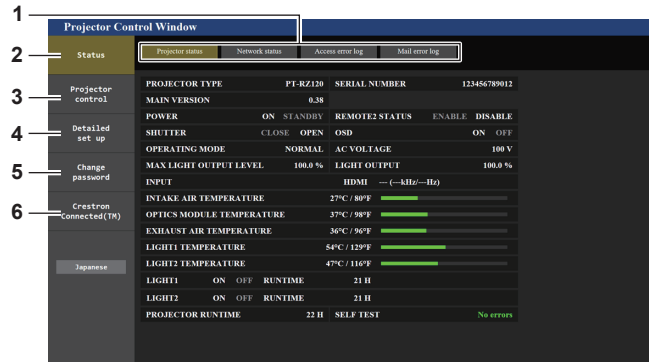 1
Projector Control Window
2
Status
Projector status Network status Access error log Mail error log
3
Projector control
4
Detailed set up
5
Change password
6
Crestron Connected(TM)
Japanese
PROJECTOR TYPE PT-RZ120 SERIAL NUMBER 123456789012
MAIN VERSION 0.38
POWER ON STANDBY REMOTE2 STATUS ENABLE DISABLE
SHUTTER CLOSE OPEN OSD ON OFF
OPERATING MODE NORMAL AC VOLTAGE 100 V
MAX LIGHT OUTPUT LEVEL 100.0 % LIGHT OUTPUT 100.0 %
INPUT HDMI --- (---kHz/---Hz)
INTAKE AIR TEMPERATURE 27°C / 80°F
OPTICS MODULE TEMPERATURE 37°C / 98°F
EXHAUST AIR TEMPERATURE 36°C / 96°F
LIGHT1 TEMPERATURE 54°C / 129°F
LIGHT2 TEMPERATURE 47°C / 116°F
LIGHT1 ON OFF RUNTIME 21 H
LIGHT2 ON OFF RUNTIME 21 H
PROJECTOR RUNTIME 22 H SELF TEST No errors